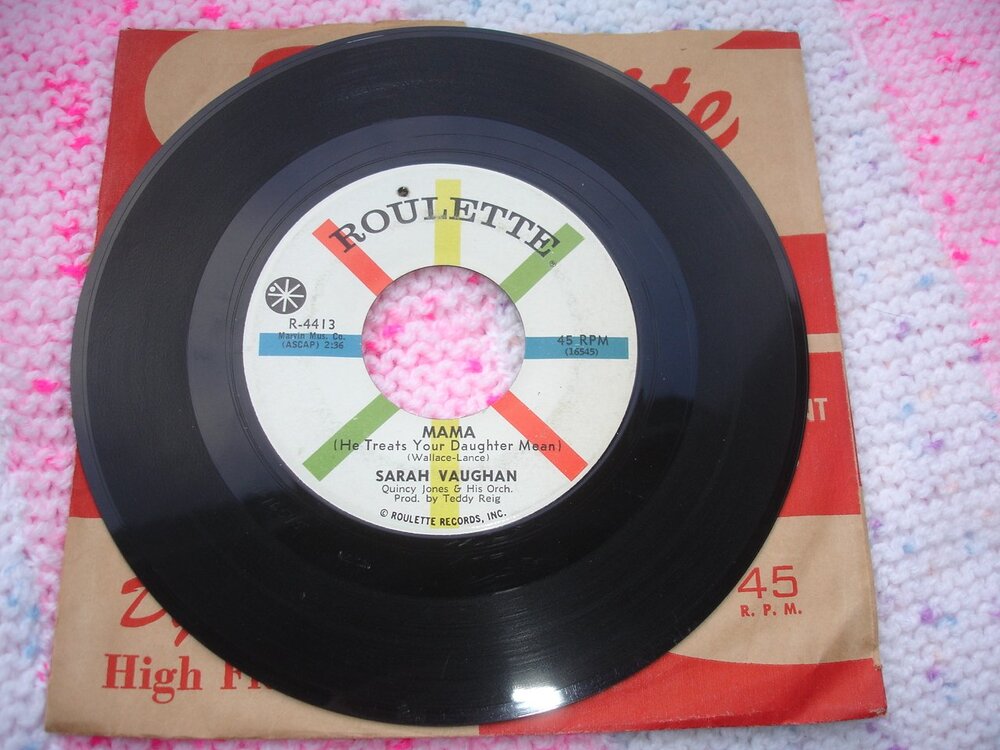 ROULETTE
R-4413
Marvin Mus. Co.
(ASCAP) 2:36
45 RPM
(16545)
MAMA
(He Treats Your Daughter Mean)
(Wallace-Lance)
SARAH VAUGHAN
Quincy Jones & His Orch.
Prod. by Teddy Reig
© ROULETTE RECORDS, INC.
45
R. P. M.
High